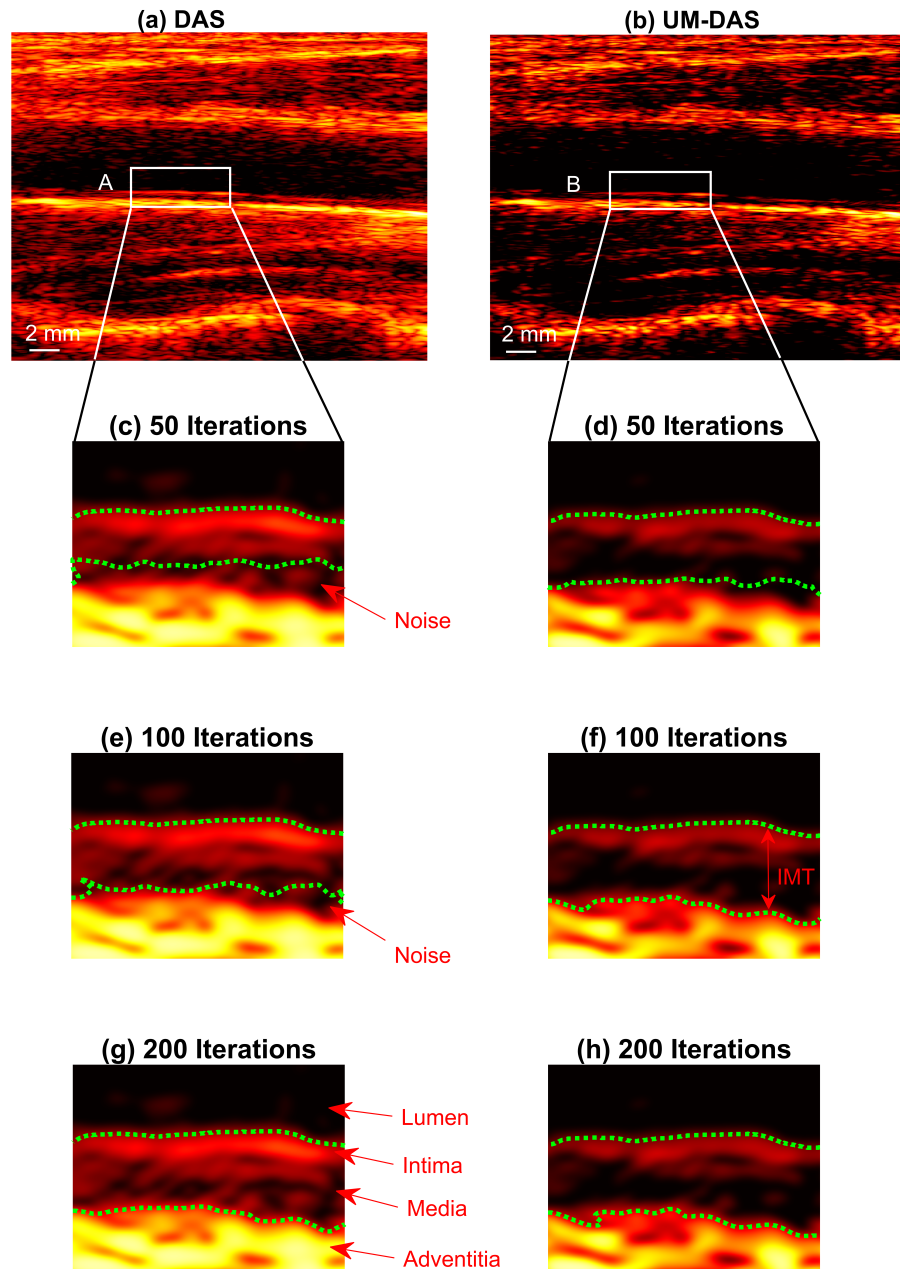 (a) DAS
(b) UM-DAS
A
B
2 mm
2 mm
(c) 50 Iterations
(d) 50 Iterations
Noise
(e) 100 Iterations
(f) 100 Iterations
IMT
Noise
(g) 200 Iterations
(h) 200 Iterations
Lumen
Intima
Media
Adventitia